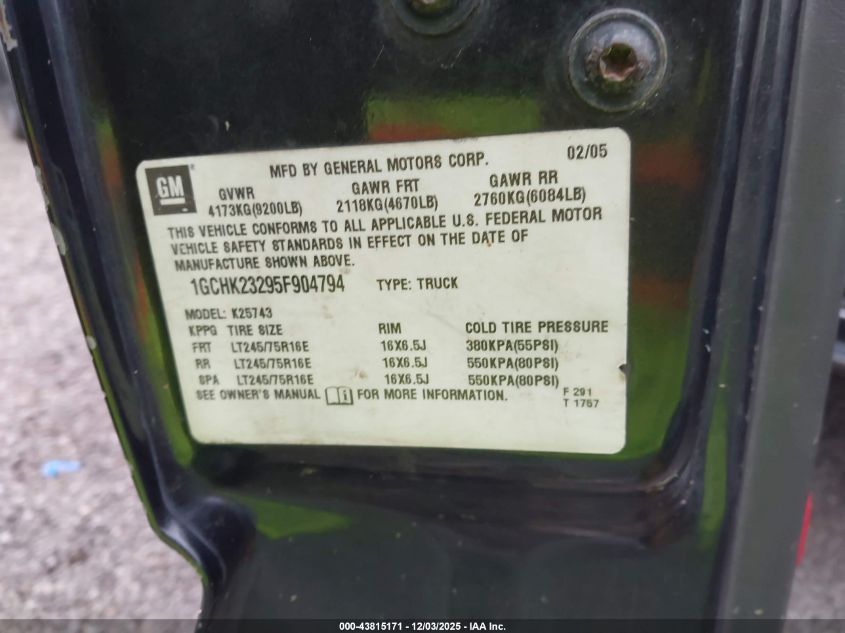 MFD BY GENERAL MOTORS CORP. 02/05
GM
GVWR GAWR FRT GAWR RR
4173KG(9200LB) 2118KG(4670LB) 2760KG(6084LB)
THIS VEHICLE CONFORMS TO ALL APPLICABLE U.S. FEDERAL MOTOR
VEHICLE SAFETY STANDARDS IN EFFECT ON THE DATE OF
MANUFACTURE SHOWN ABOVE.
1GCHK23295F904794 TYPE: TRUCK
MODEL: K25743
KPPG TIRE SIZE RIM COLD TIRE PRESSURE
FRT LT245/75R16E 16X6.5J 380KPA(55PSI)
RR LT245/75R16E 16X6.5J 550KPA(80PSI)
SPA LT245/75R16E 16X6.5J 550KPA(80PSI)
SEE OWNER'S MANUAL FOR MORE INFORMATION.
F 291
T 1757
000-43815171 - 12/03/2025 - IAA Inc.